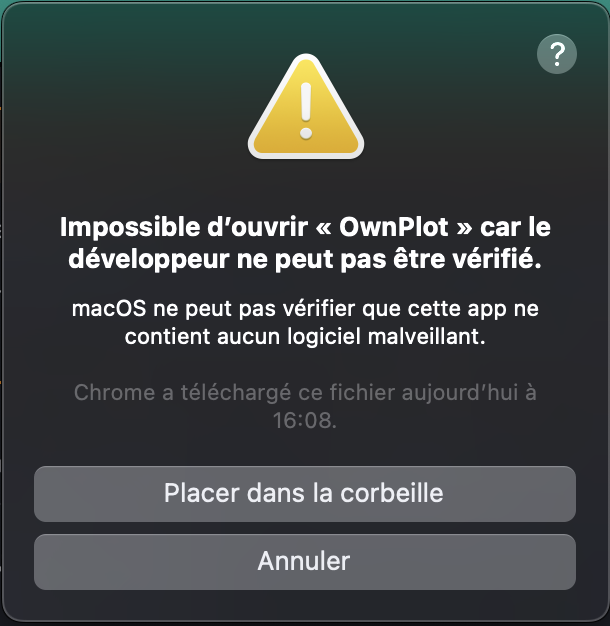 ?
Impossible d’ouvrir « OwnPlot » car le
développeur ne peut pas être vérifié.
macOS ne peut pas vérifier que cette app ne
contient aucun logiciel malveillant.
Chrome a téléchargé ce fichier aujourd’hui à
16:08.
Placer dans la corbeille
Annuler